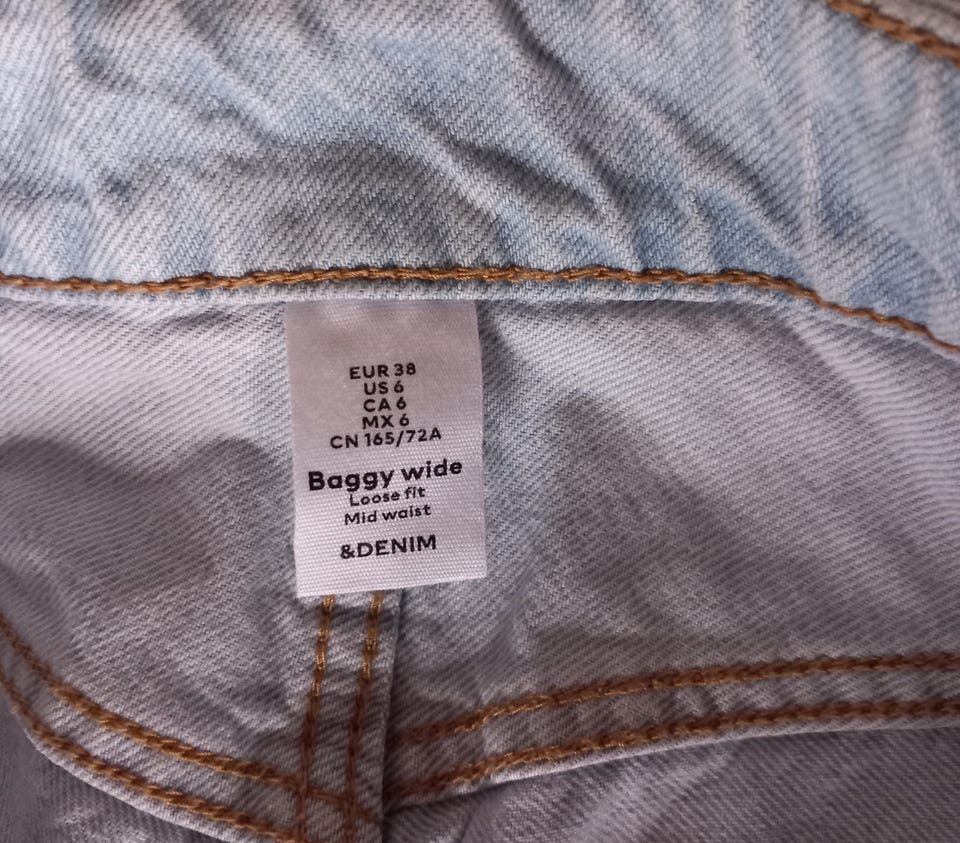 EUR 38
US 6
CA 6
MX 6
CN 165/72A
Baggy wide
Loose fit
Mid waist
&DENIM